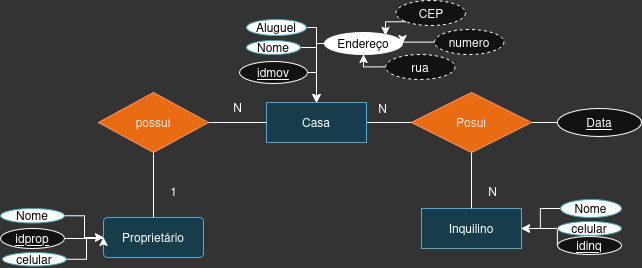 CEP
Aluguel
Endereço
numero
Nome
idmov
rua
N
N
possui
Casa
Posui
Data
1
N
Nome
Nome
idprop
Proprietário
Inquilino
celular
celular
idinq